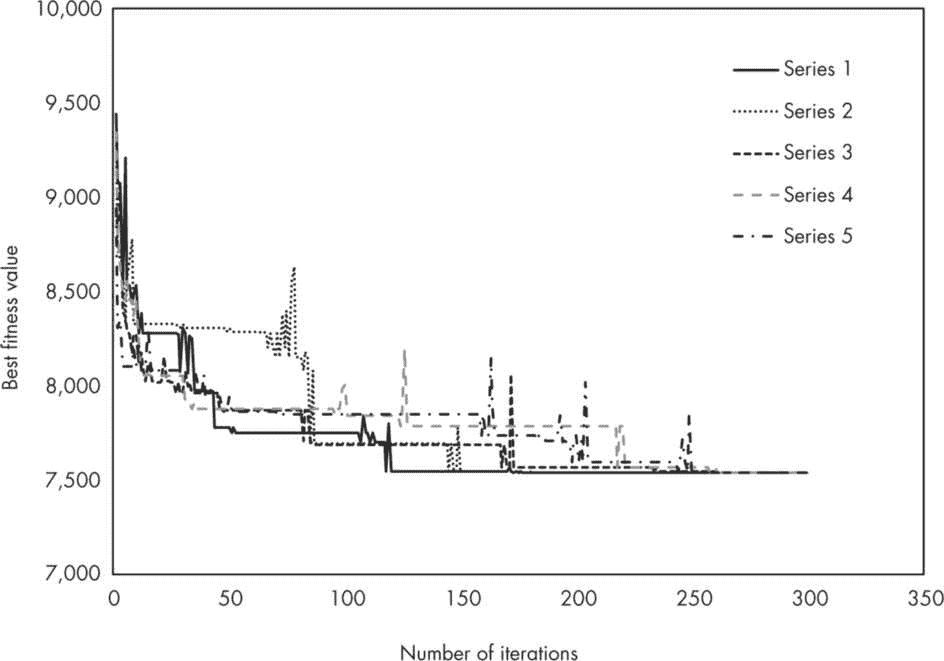 10,000
9,500
9,000
8,500
8,000
7,500
7,000
Best fitness value
0 50 100 150 200 250 300 350
Number of iterctions
Series 1
Series 2
Series 3
Series 4
Series 5